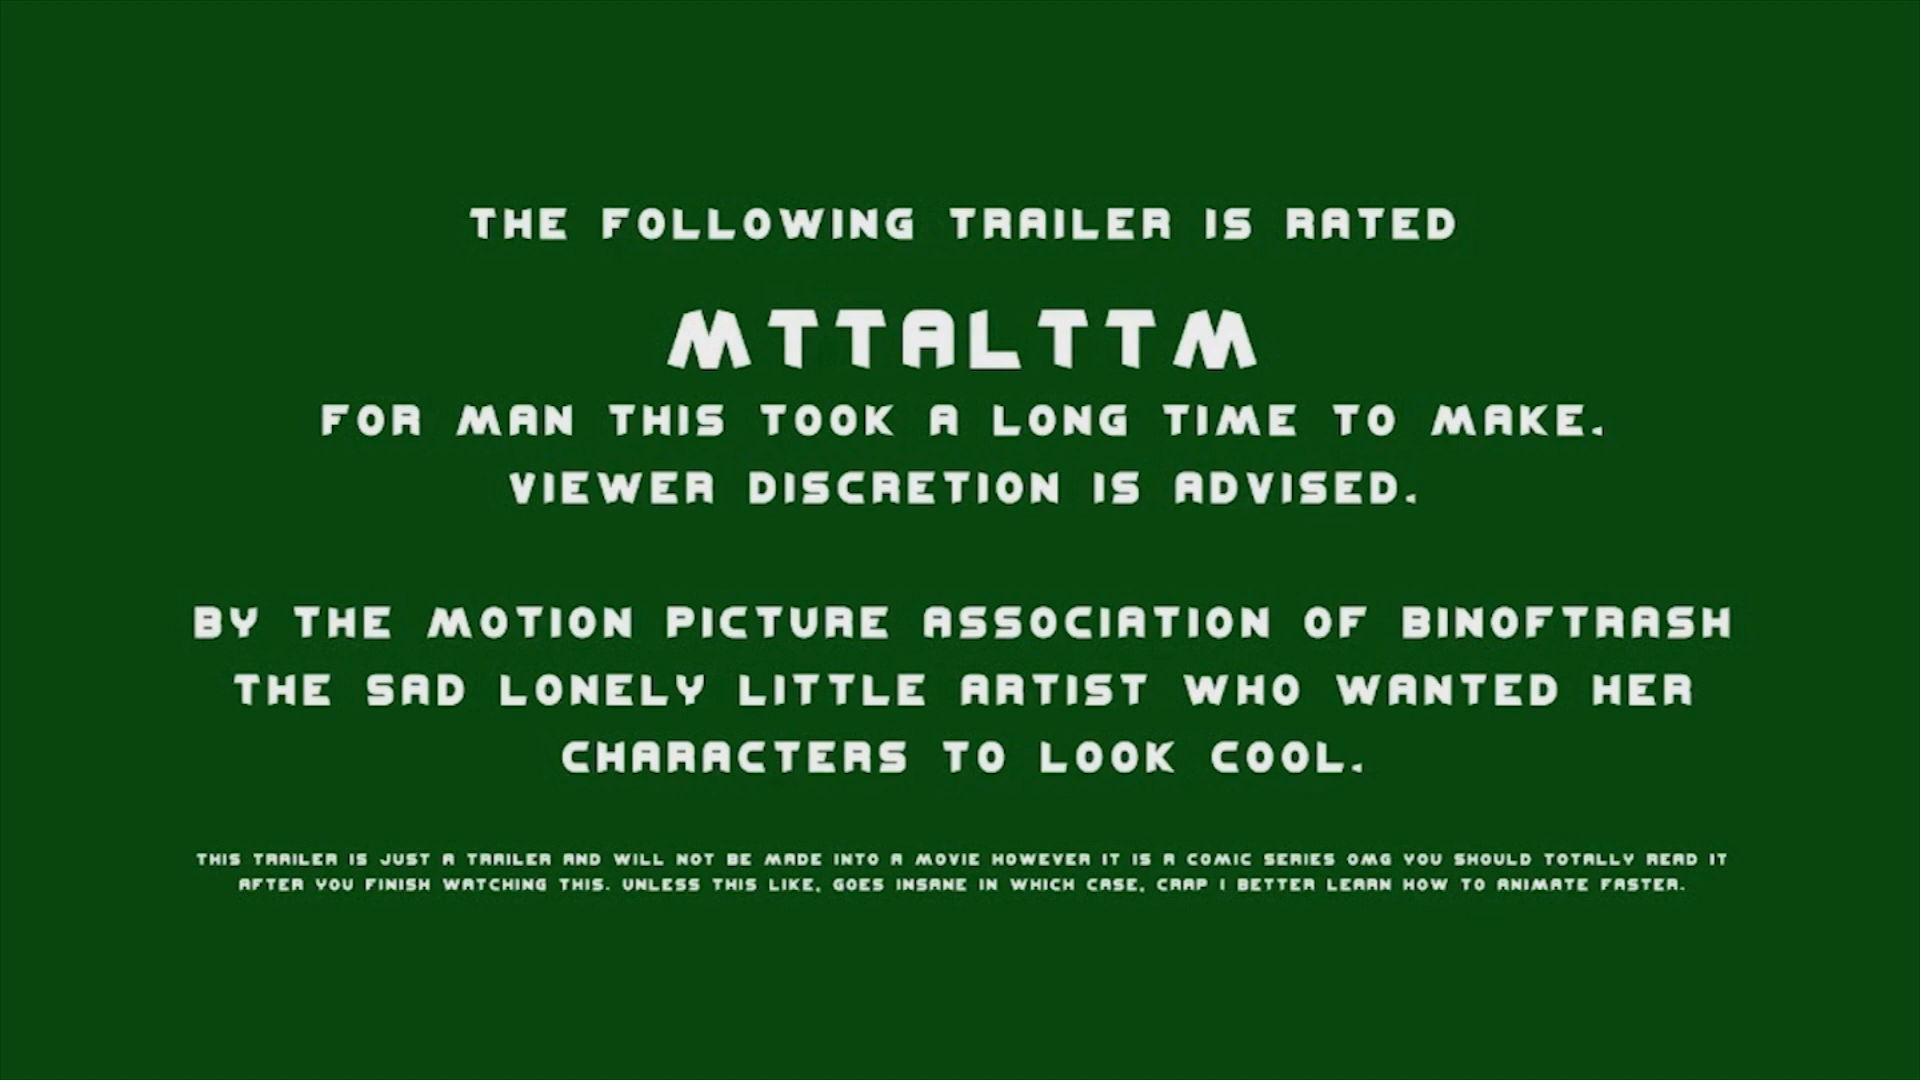 THE FOLLOWING TRAILER IS RATED
MTTALTTM
FOR MAN THIS TOOK A LONG TIME TO MAKE.
VIEWER DISCRETION IS ADVISED.
BY THE MOTION PICTURE ASSOCIATION OF BINOFTRASH
THE SAD LONELY LITTLE ARTIST WHO WANTED HER
CHARACTERS TO LOOK COOL.
THIS TRAILER IS JUST A TRAILER AND WILL NOT BE MADE INTO A MOVIE HOWEVER IT IS A COMIC SERIES OMG YOU SHOULD TOTALLY READ IT
AFTER YOU FINISH WATCHING THIS. UNLESS THIS LIKE, GOES INSANE IN WHICH CASE, CRAP I BETTER LEARN HOW TO ANIMATE FASTER.